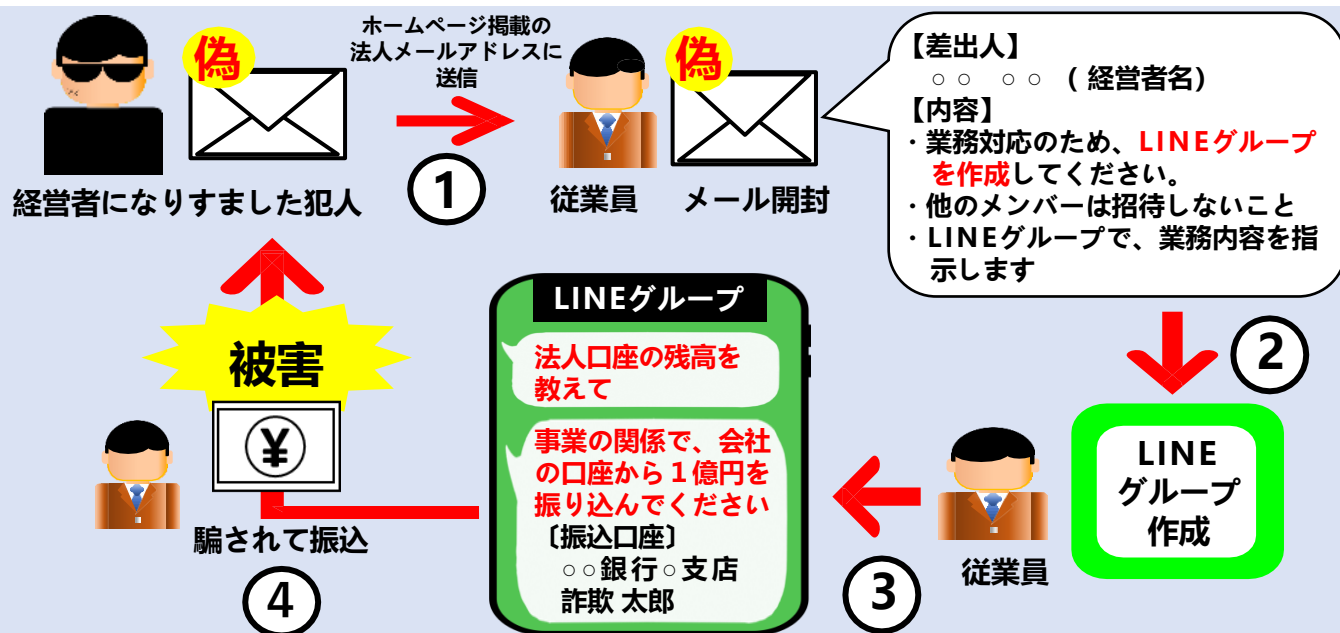 偽
ホームページ掲載の
法人メールアドレスに
送信
①
経営者になりすました犯人
偽
従業員
メール開封
【差出人】
○○ ○○ (経営者名)
【内容】
・業務対応のため、LINEグループ
を作成してください。
・他のメンバーは招待しないこと
・LINEグループで、業務内容を指
示します
②
LINE
グループ
作成
従業員
③
LINEグループ
法人口座の残高を
教えて
事業の関係で、会社
の口座から1億円を
振り込んでください
〔振込口座〕
○○銀行○支店
詐欺 太郎
被害
¥
騙されて振込
④